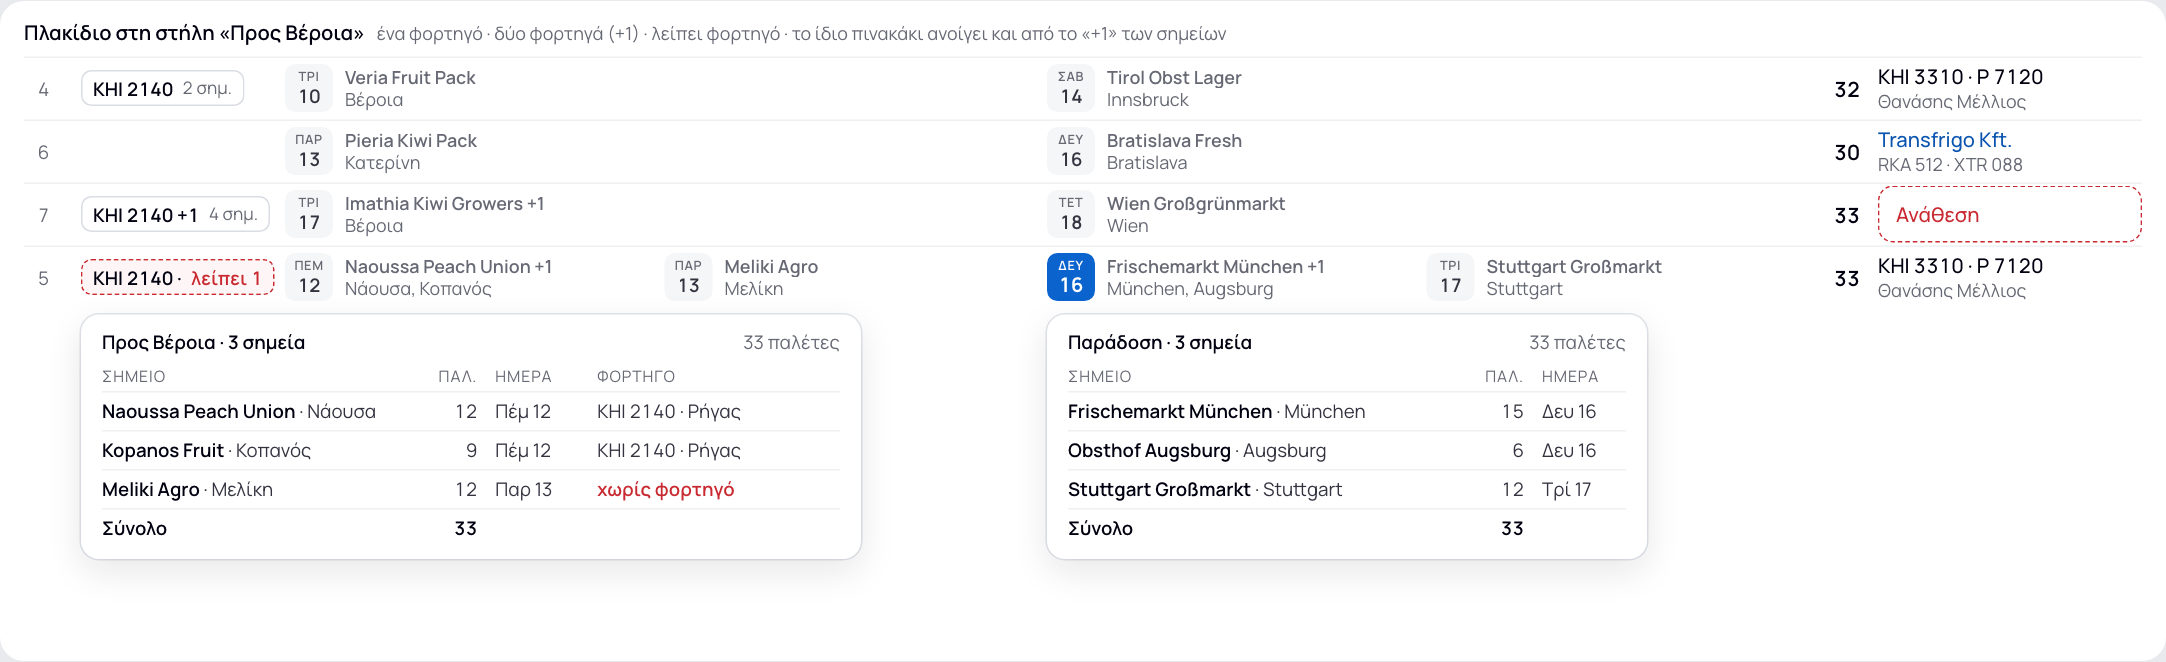 Πλακίδιο στη στήλη «Προς Βέροια» ένα φορτηγό · δύο φορτηγά (+1) · λείπει φορτηγό · το ίδιο πινακάκι ανοίγει και από το «+1» των σημείων
4 KHI 2140 2 σημ. ΤΡΙ 10 Veria Fruit Pack Βέροια ΣΑΒ 14 Tirol Obst Lager Innsbruck 32 KHI 3310 · P 7120 Θανάσης Μέλλιος
6 ΠΑΡ 13 Pieria Kiwi Pack Κατερίνη ΔΕΥ 16 Bratislava Fresh Bratislava 30 Transfrigo Kft. RKA 512 · XTR 088
7 KHI 2140 +1 4 σημ. ΤΡΙ 17 Imathia Kiwi Growers +1 Βέροια ΤΕΤ 18 Wien Großgrünmarkt Wien 33 Ανάθεση
5 KHI 2140 · λείπει 1 ΠΕΜ 12 Naoussa Peach Union +1 Νάουσα, Κοπανός ΠΑΡ 13 Meliki Agro Μελίκη ΔΕΥ 16 Frischemarkt München +1 München, Augsburg ΤΡΙ 17 Stuttgart Großmarkt Stuttgart 33 KHI 3310 · P 7120 Θανάσης Μέλλιος
Προς Βέροια · 3 σημεία 33 παλέτες
ΣΗΜΕΙΟ ΠΑΛ. ΗΜΕΡΑ ΦΟΡΤΗΓΟ
Naoussa Peach Union · Νάουσα 12 Πέμ 12 KHI 2140 · Ρήγας
Kopanos Fruit · Κοπανός 9 Πέμ 12 KHI 2140 · Ρήγας
Meliki Agro · Μελίκη 12 Παρ 13 χωρίς φορτηγό
Σύνολο 33
Παράδοση · 3 σημεία 33 παλέτες
ΣΗΜΕΙΟ ΠΑΛ. ΗΜΕΡΑ
Frischemarkt München · München 15 Δευ 16
Obsthof Augsburg · Augsburg 6 Δευ 16
Stuttgart Großmarkt · Stuttgart 12 Τρί 17
Σύνολο 33